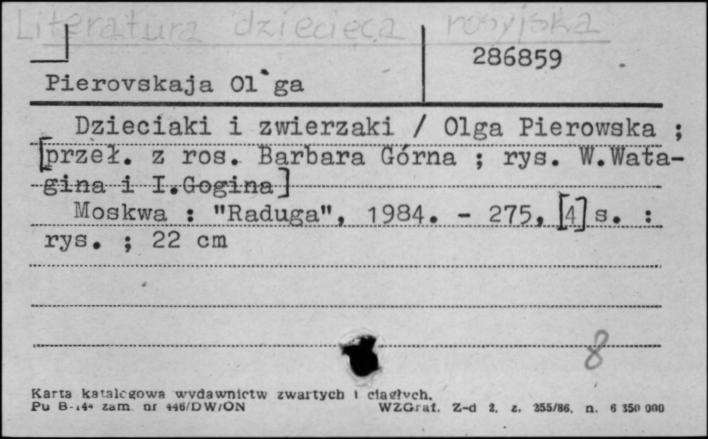 Literatura dziecięca rosyjska
286859
Pierovskaja Ol`ga
Dzieciaki i zwierzaki / Olga Pierowska ;
[przeł. z ros. Barbara Górna ; rys. W.Wata-
gina i I.Gogina]
Moskwa : "Raduga", 1984. - 275, [4] s. :
rys. ; 22 cm
8
Karta katalogowa wydawnictw zwartych i ciągłych.
Pu B-144 zam. nr 446/DW/ON WZGraf. Z-d 2, z. 255/86, n. 6 350 000